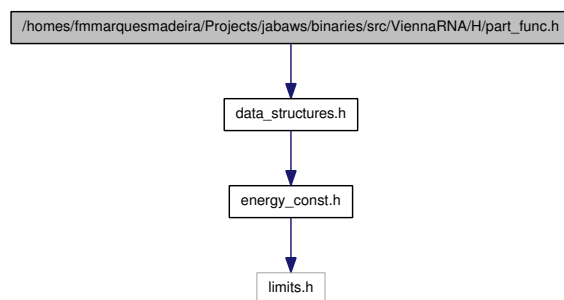 /homes/fmmarquesmadeira/Projects/jabaws/binaries/src/ViennaRNA/H/part_func.h
data_structures.h
energy_const.h
limits.h